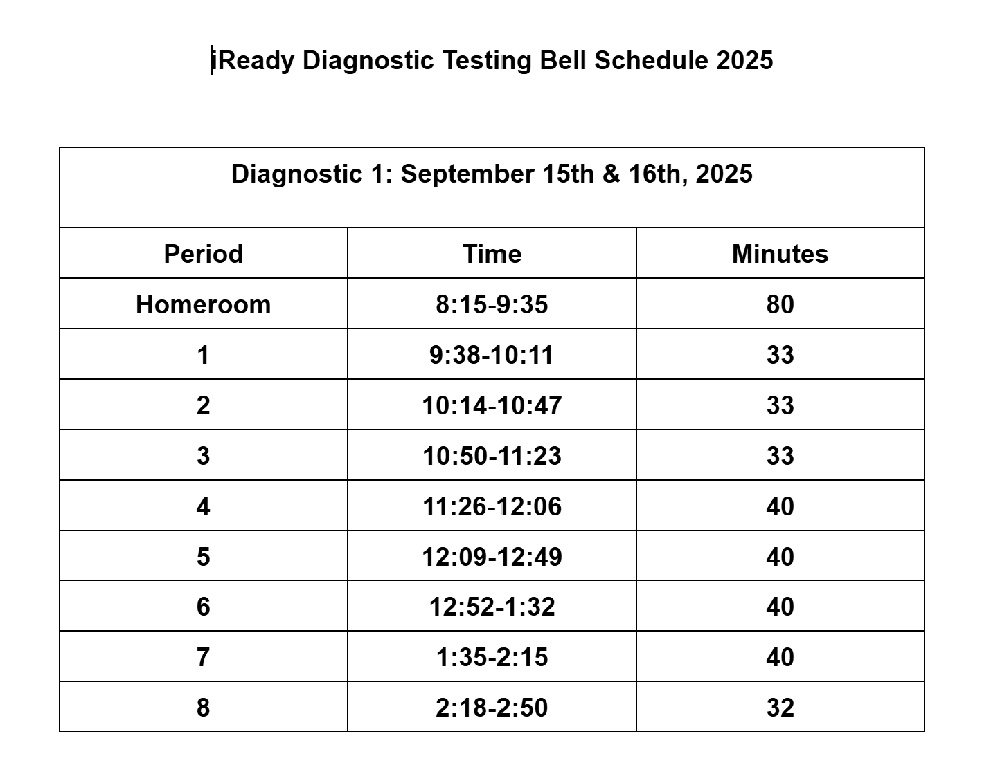 iReady Diagnostic Testing Bell Schedule 2025
Diagnostic 1: September 15th & 16th, 2025
Period Time Minutes
Homeroom 8:15-9:35 80
1 9:38-10:11 33
2 10:14-10:47 33
3 10:50-11:23 33
4 11:26-12:06 40
5 12:09-12:49 40
6 12:52-1:32 40
7 1:35-2:15 40
8 2:18-2:50 32